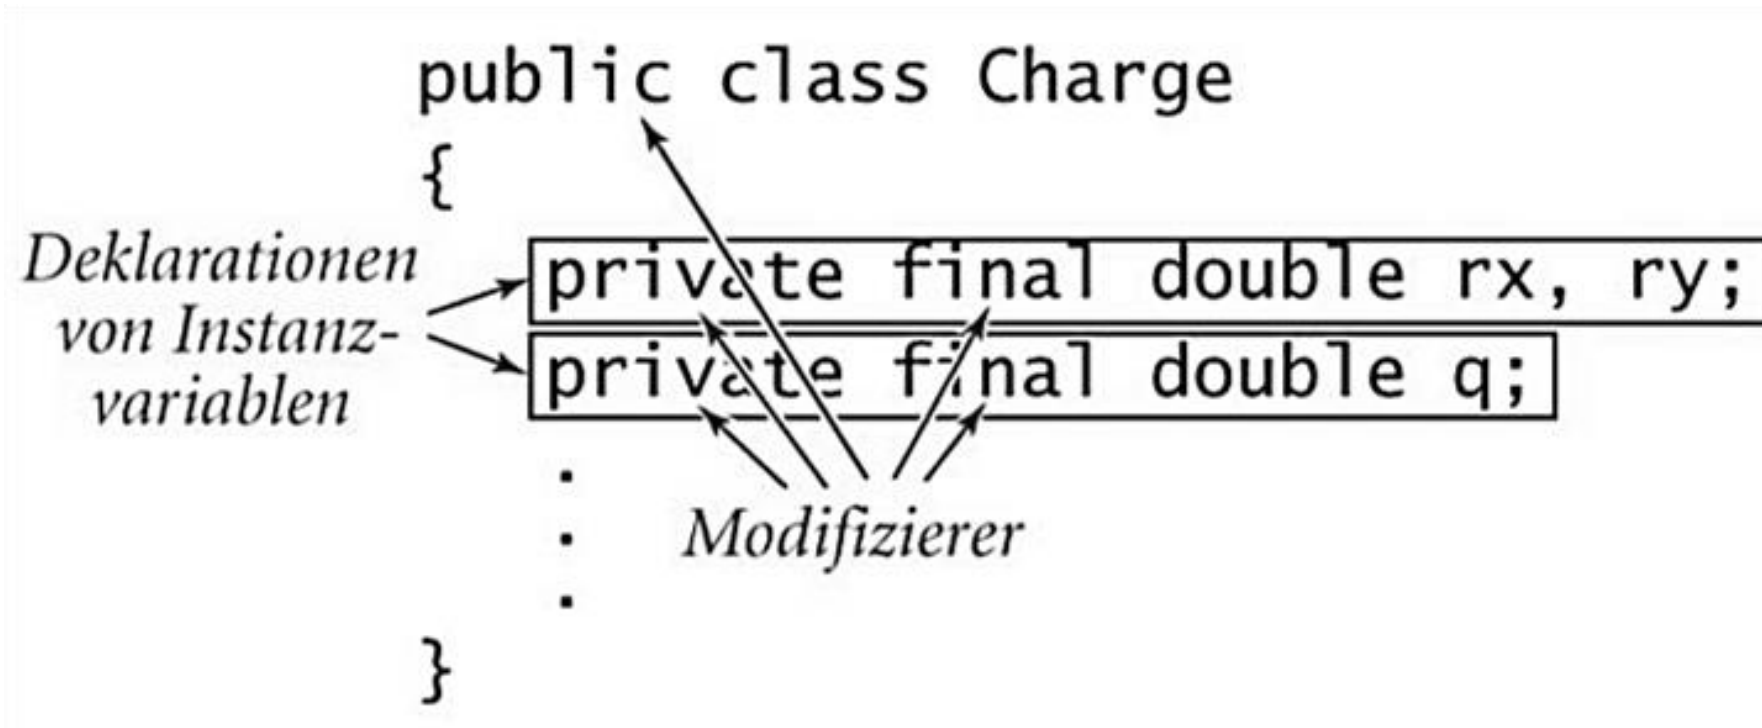 public class Charge
{
Deklarationen
von Instanz-
variablen
private final double rx, ry;
private final double q;
.
.
.
Modifizierer
}